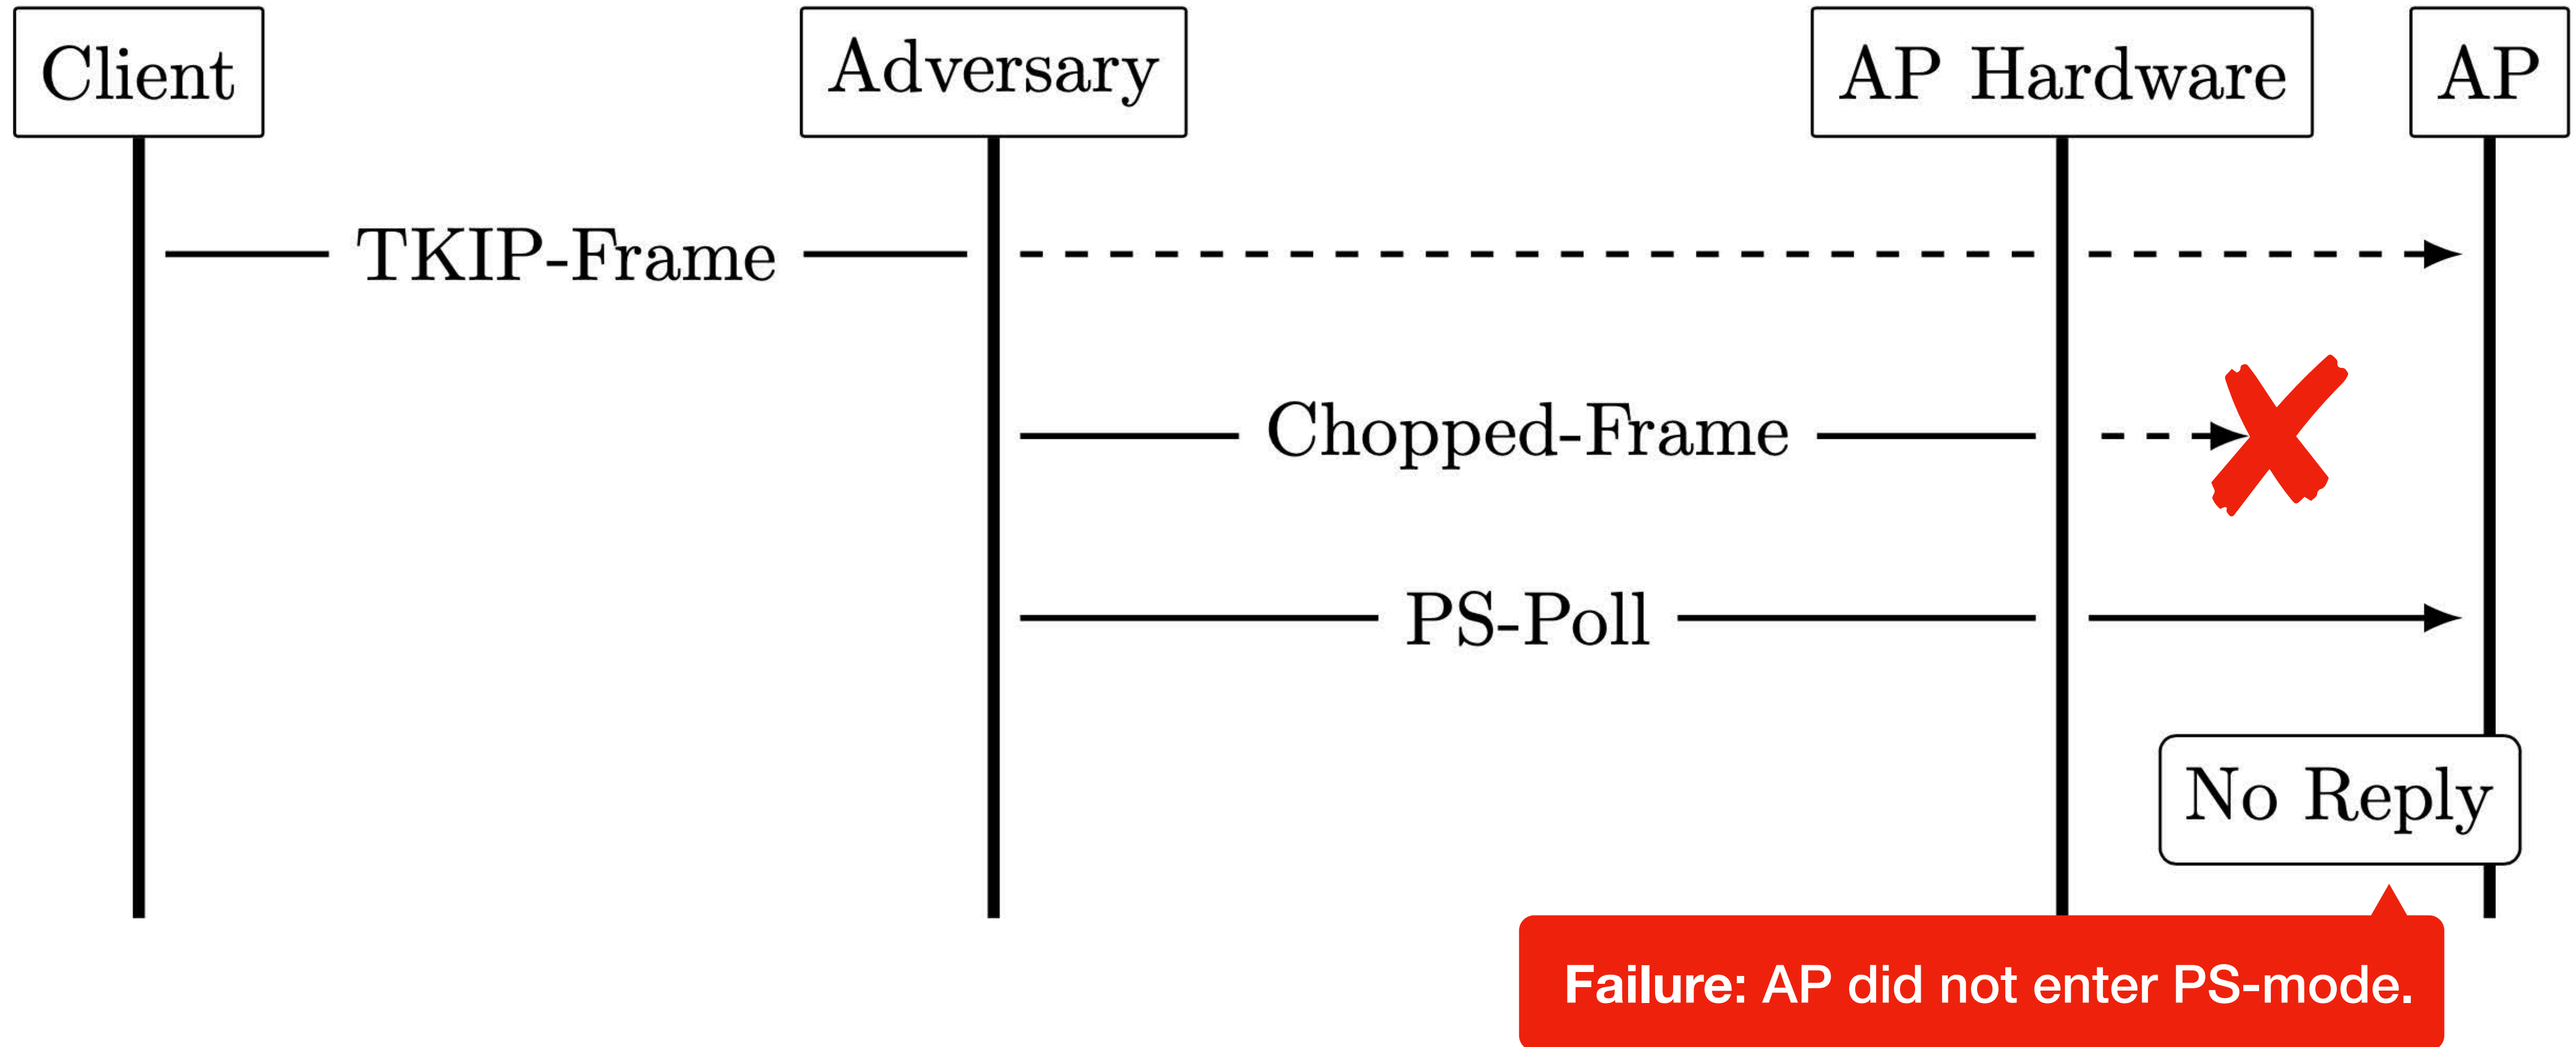 Client
Adversary
AP Hardware
AP
TKIP-Frame
Chopped-Frame
PS-Poll
No Reply
Failure: AP did not enter PS-mode.